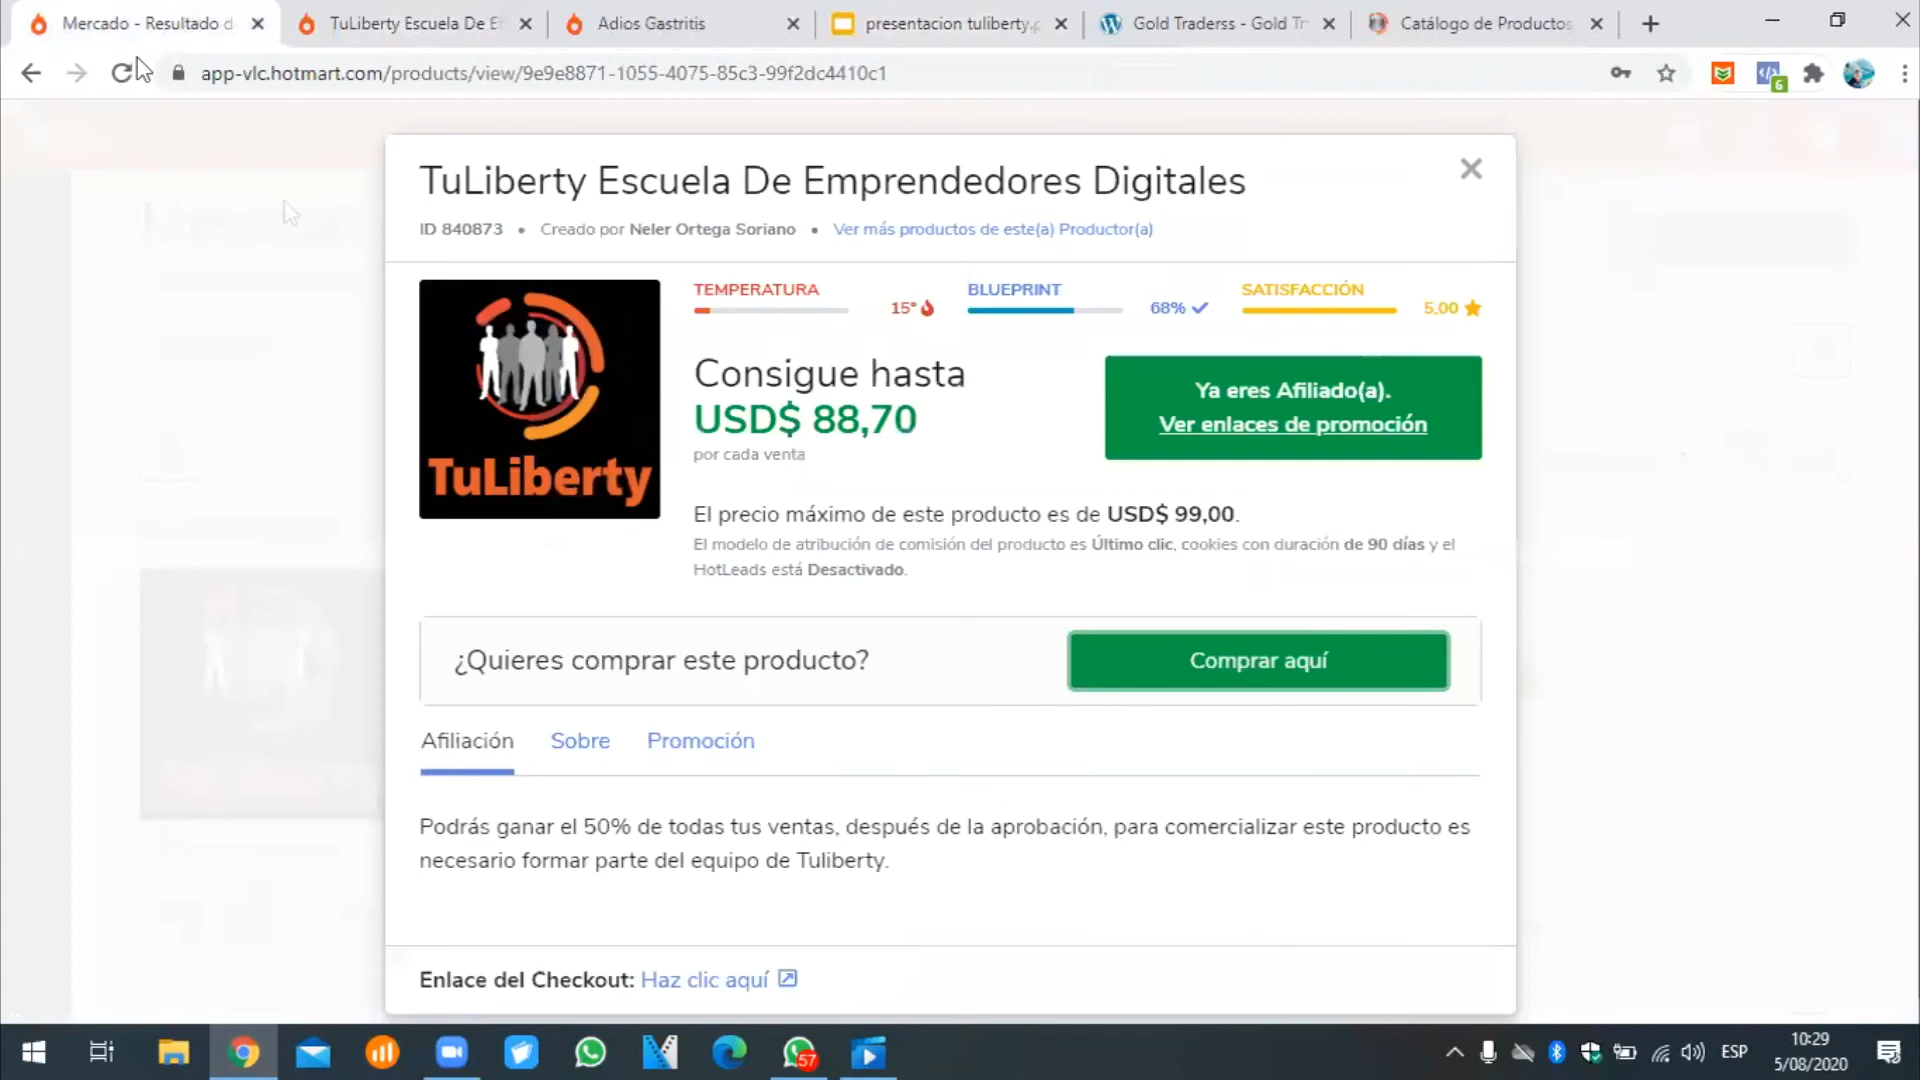 Mercado - Resultado d
TuLiberty Escuela De E
Adios Gastritis
presentacion tuliberty.p
Gold Traderss - Gold Tr
Catálogo de Productos
app-vlc.hotmart.com/products/view/9e9e8871-1055-4075-85c3-99f2dc4410c1
6
TuLiberty Escuela De Emprendedores Digitales
ID 840873 • Creado por Neler Ortega Soriano • Ver más productos de este(a) Productor(a)
TuLiberty
TEMPERATURA
15°
BLUEPRINT
68%
SATISFACCIÓN
5,00
Consigue hasta
USD$ 88,70
por cada venta
Ya eres Afiliado(a).
Ver enlaces de promoción
El precio máximo de este producto es de USD$ 99,00.
El modelo de atribución de comisión del producto es Último clic, cookies con duración de 90 días y el
HotLeads está Desactivado.
¿Quieres comprar este producto?
Comprar aquí
Afiliación
Sobre
Promoción
Podrás ganar el 50% de todas tus ventas, después de la aprobación, para comercializar este producto es
necesario formar parte del equipo de Tuliberty.
Enlace del Checkout: Haz clic aquí
57
ESP
10:29
5/08/2020